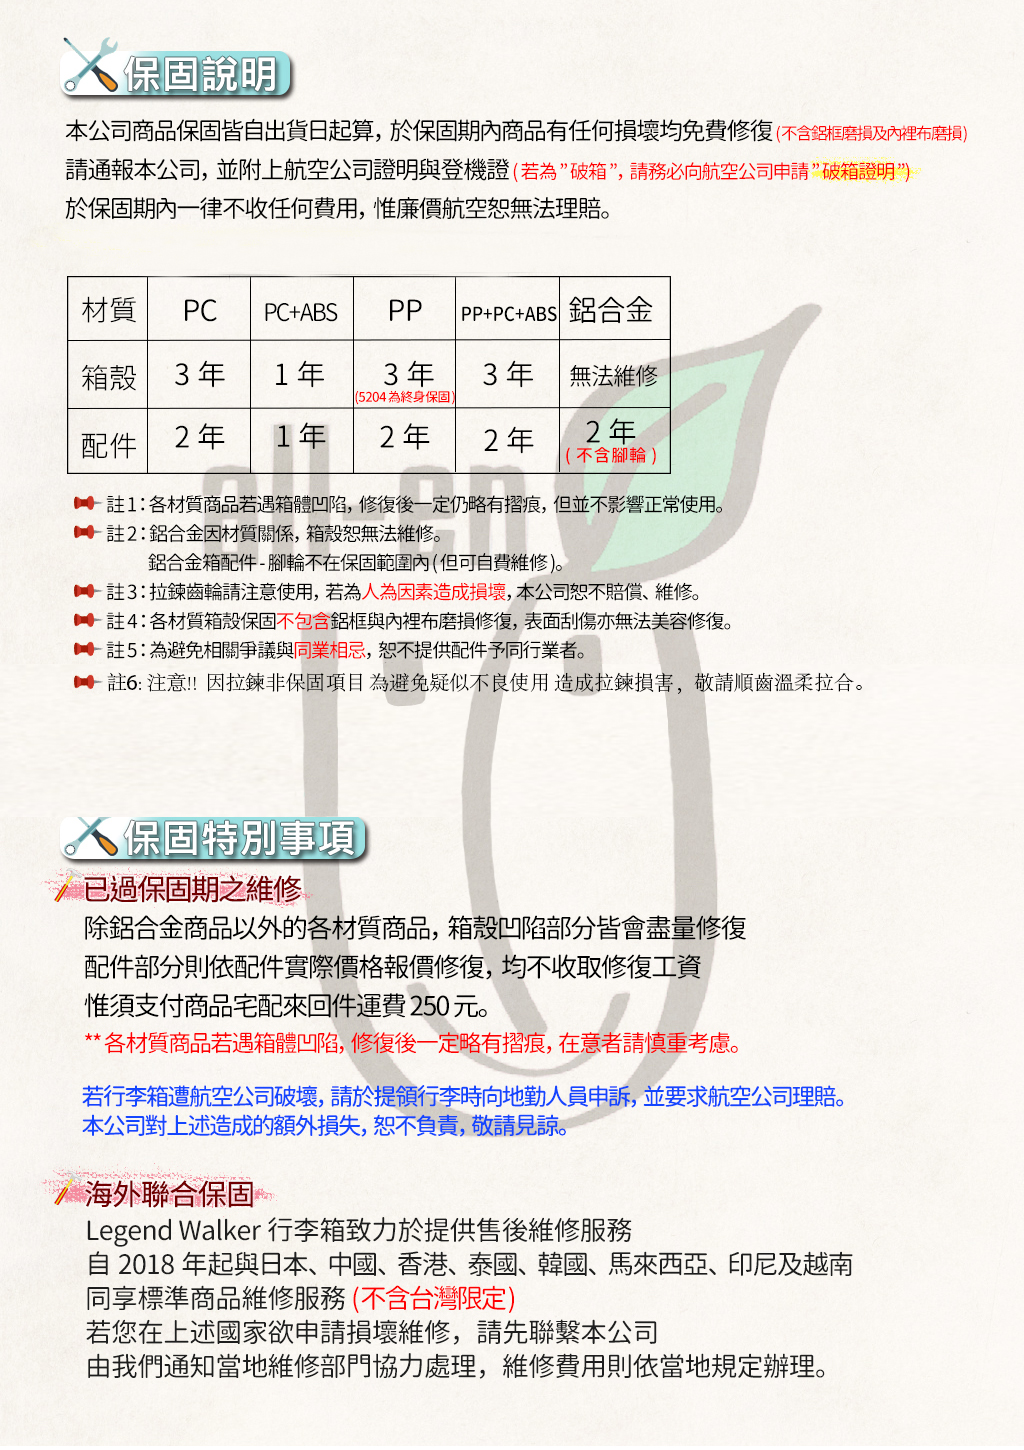 保固說明
本公司商品保固皆自出貨日起算，於保固期內商品有任何損壞均免費修復(不含鋁框磨損及內裡布磨損)
請通報本公司，並附上航空公司證明與登機證(若為”破箱”，請務必向航空公司申請”破箱證明”)
於保固期內一律不收任何費用，惟廉價航空恕無法理賠。
材質 PC PC+ABS PP PP+PC+ABS 鋁合金
箱殼 3年 1年 3年 3年 無法維修
(5204為終身保固)
配件 2年 1年 2年 2年 2年
(不含腳輪)
all-en
註1：各材質商品若遇箱體凹陷，修復後一定仍略有摺痕，但並不影響正常使用。
註2：鋁合金因材質關係，箱殼恕無法維修。
鋁合金箱配件-腳輪不在保固範圍內(但可自費維修)。
註3：拉鍊齒輪請注意使用，若為人為因素造成損壞，本公司恕不賠償、維修。
註4：各材質箱殼保固不包含鋁框與內裡布磨損修復，表面刮傷亦無法美容修復。
註5：為避免相關爭議與同業相忌，恕不提供配件予同行業者。
註6: 注意!! 因拉鍊非保固項目 為避免疑似不良使用 造成拉鍊損害，敬請順齒溫柔拉合。
保固特別事項
已過保固期之維修
除鋁合金商品以外的各材質商品，箱殼凹陷部分皆會盡量修復
配件部分則依配件實際價格報價修復，均不收取修復工資
惟須支付商品宅配來回件運費250元。
**各材質商品若遇箱體凹陷，修復後一定略有摺痕，在意者請慎重考慮。
若行李箱遭航空公司破壞，請於提領行李時向地勤人員申訴，並要求航空公司理賠。
本公司對上述造成的額外損失，恕不負責，敬請見諒。
海外聯合保固
Legend Walker 行李箱致力於提供售後維修服務
自 2018 年起與日本、中國、香港、泰國、韓國、馬來西亞、印尼及越南
同享標準商品維修服務 (不含台灣限定)
若您在上述國家欲申請損壞維修，請先聯繫本公司
由我們通知當地維修部門協力處理，維修費用則依當地規定辦理。